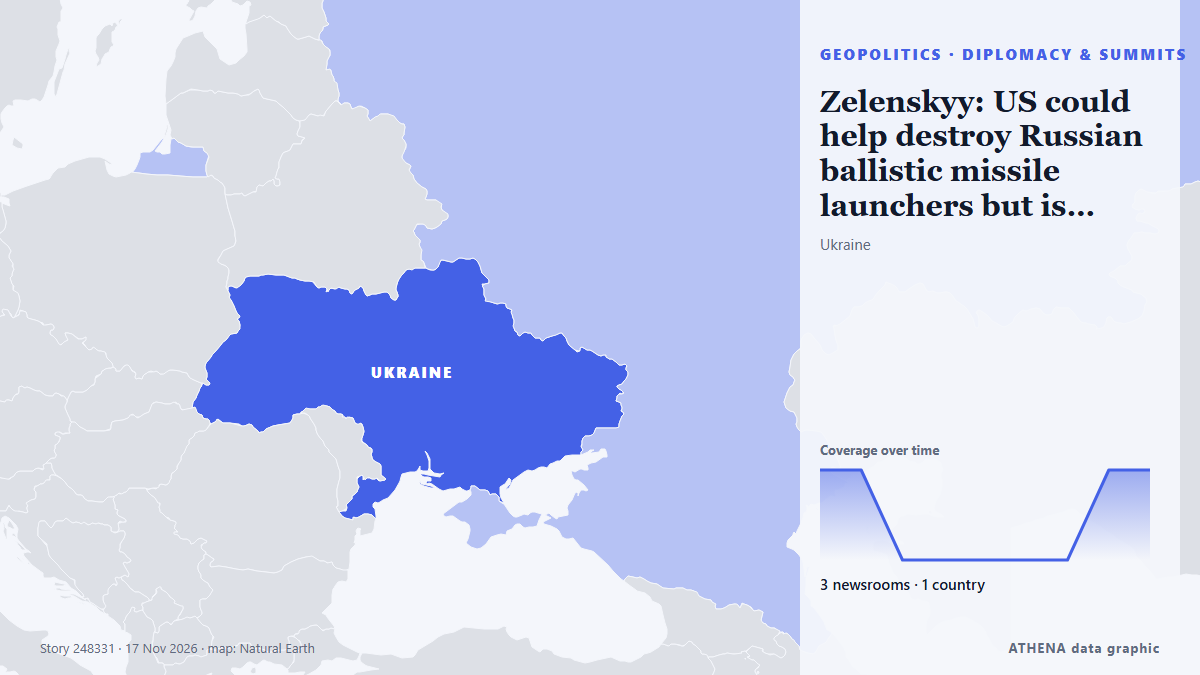 GEOPOLITICS · DIPLOMACY & SUMMITS
Zelenskyy: US could
help destroy Russian
ballistic missile
launchers but is...
Ukraine
UKRAINE
Coverage over time
3 newsrooms · 1 country
Story 248331 · 17 Nov 2026 · map: Natural Earth
ATHENA data graphic